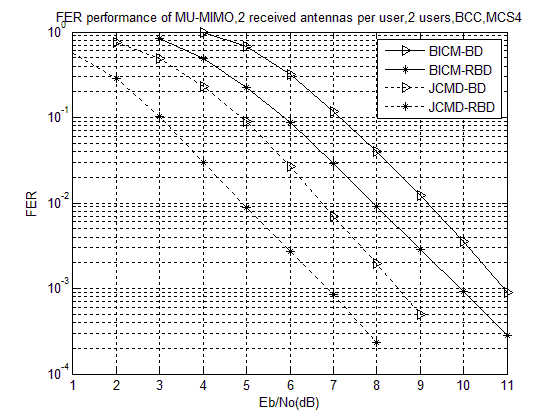 FER performance of MU-MIMO,2 received antennas per user,2 users,BCC,MCS4
10^0
BICM-BD
BICM-RBD
JCMD-BD
JCMD-RBD
10^-1
FER
10^-2
10^-3
10^-4
1 2 3 4 5 6 7 8 9 10 11
Eb/No(dB)